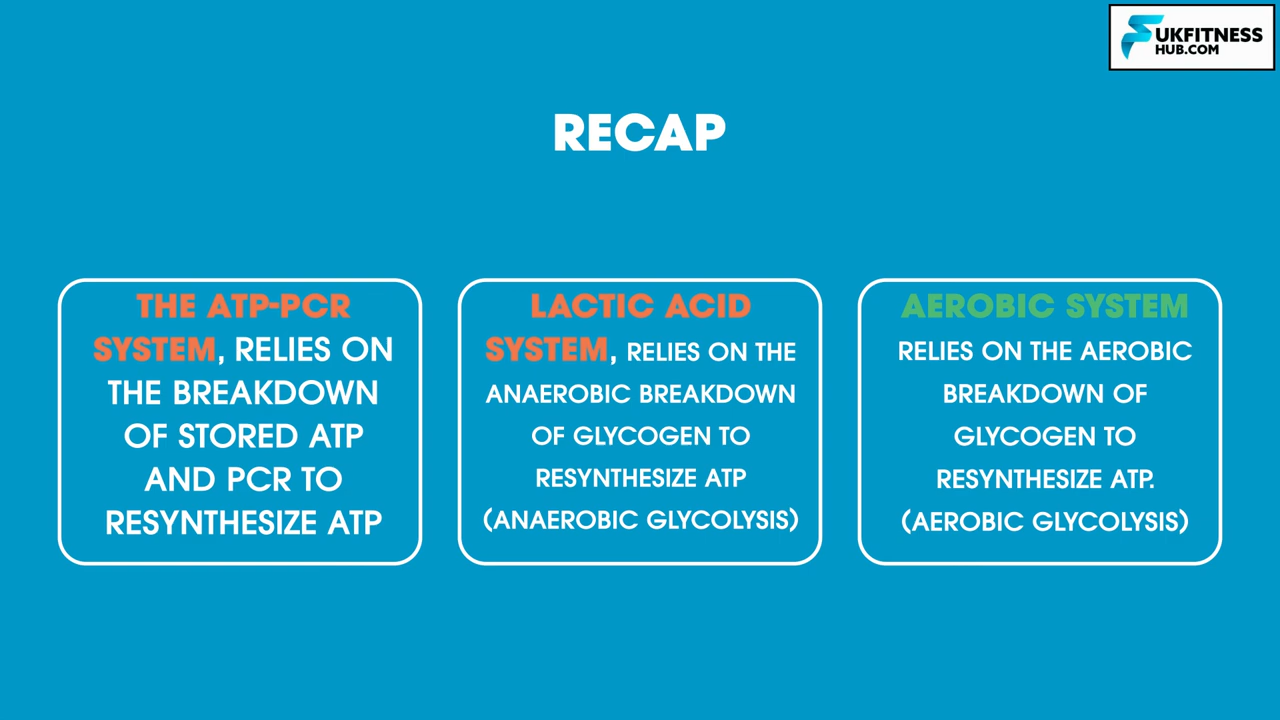 UKFITNESS
HUB.COM
RECAP
THE ATP-PCR
SYSTEM, RELIES ON
THE BREAKDOWN
OF STORED ATP
AND PCR TO
RESYNTHESIZE ATP
LACTIC ACID
SYSTEM, RELIES ON THE
ANAEROBIC BREAKDOWN
OF GLYCOGEN TO
RESYNTHESIZE ATP
(ANAEROBIC GLYCOLYSIS)
AEROBIC SYSTEM
RELIES ON THE AEROBIC
BREAKDOWN OF
GLYCOGEN TO
RESYNTHESIZE ATP.
(AEROBIC GLYCOLYSIS)